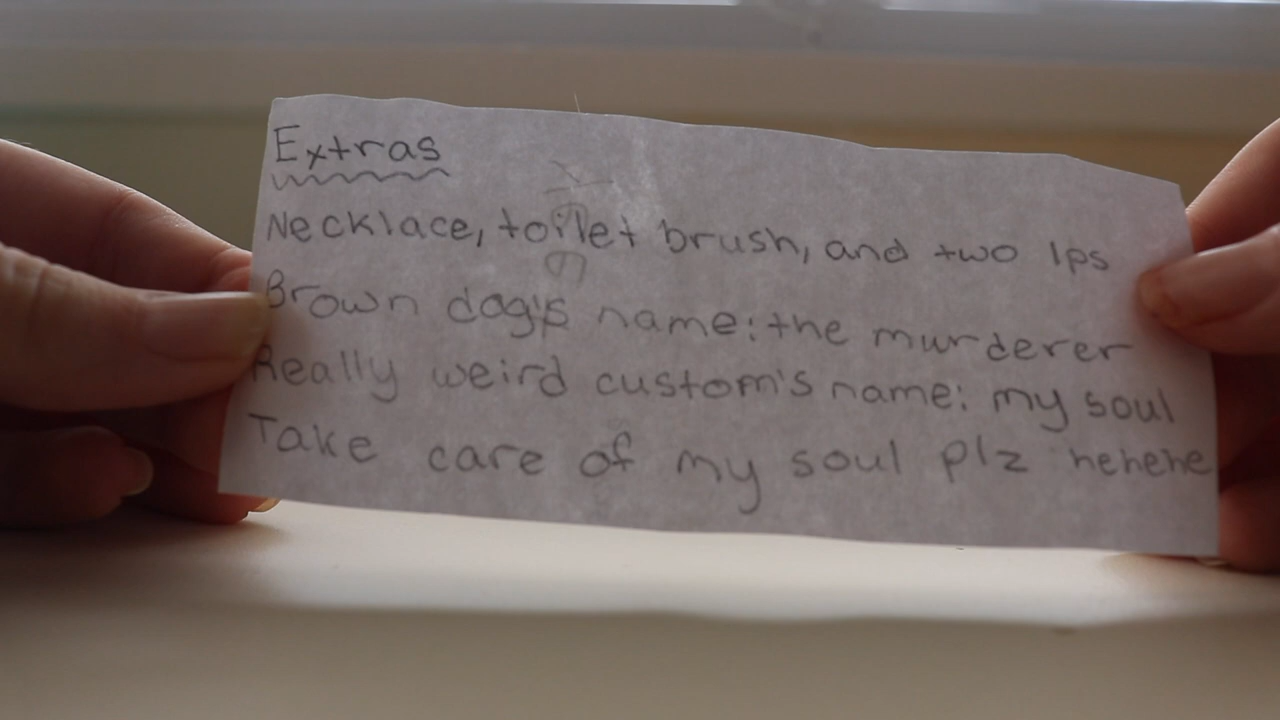 Extras
Necklace, toilet brush, and two lps
Brown dog's name: the murderer
Really weird custom's name: my soul
Take care of my soul plz hehehe